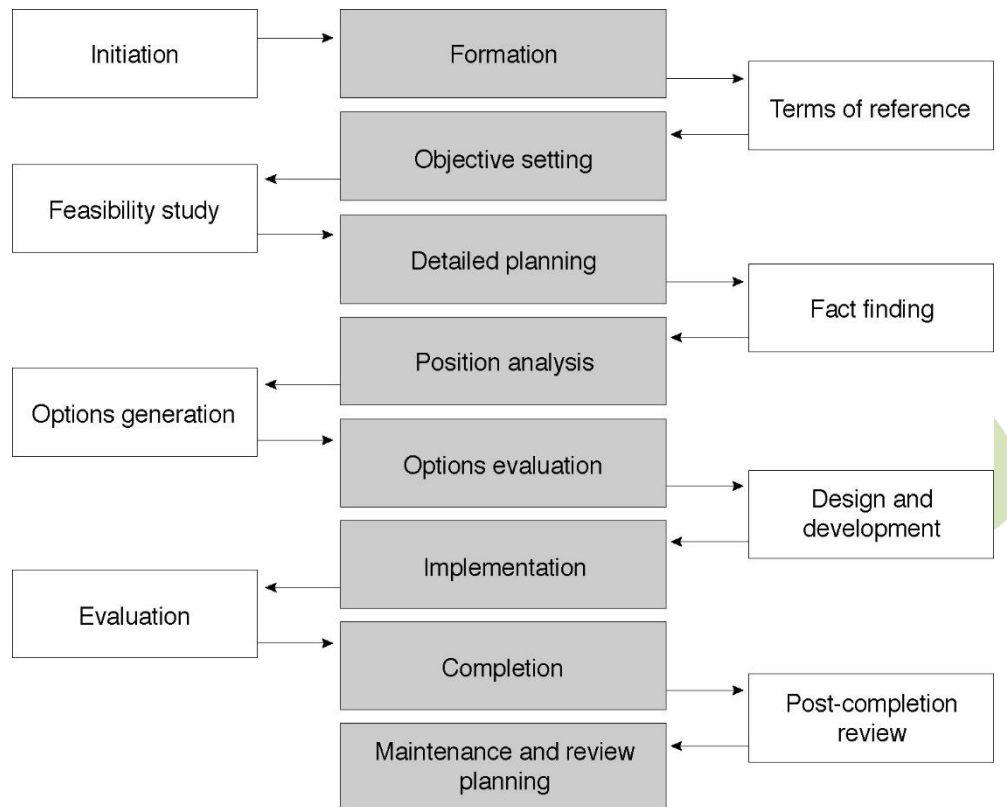 Initiation
Formation
Terms of reference
Objective setting
Feasibility study
Detailed planning
Fact finding
Position analysis
Options generation
Options evaluation
Design and
development
Implementation
Evaluation
Completion
Post-completion
review
Maintenance and review
planning